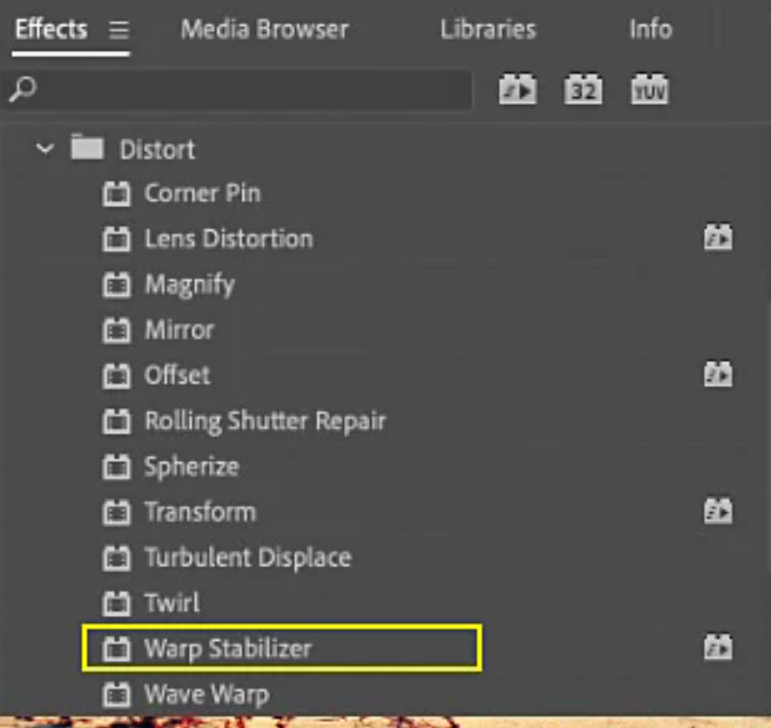 Effects Media Browser Libraries Info
32 YUV
Distort
Corner Pin
Lens Distortion
Magnify
Mirror
Offset
Rolling Shutter Repair
Spherize
Transform
Turbulent Displace
Twirl
Warp Stabilizer
Wave Warp